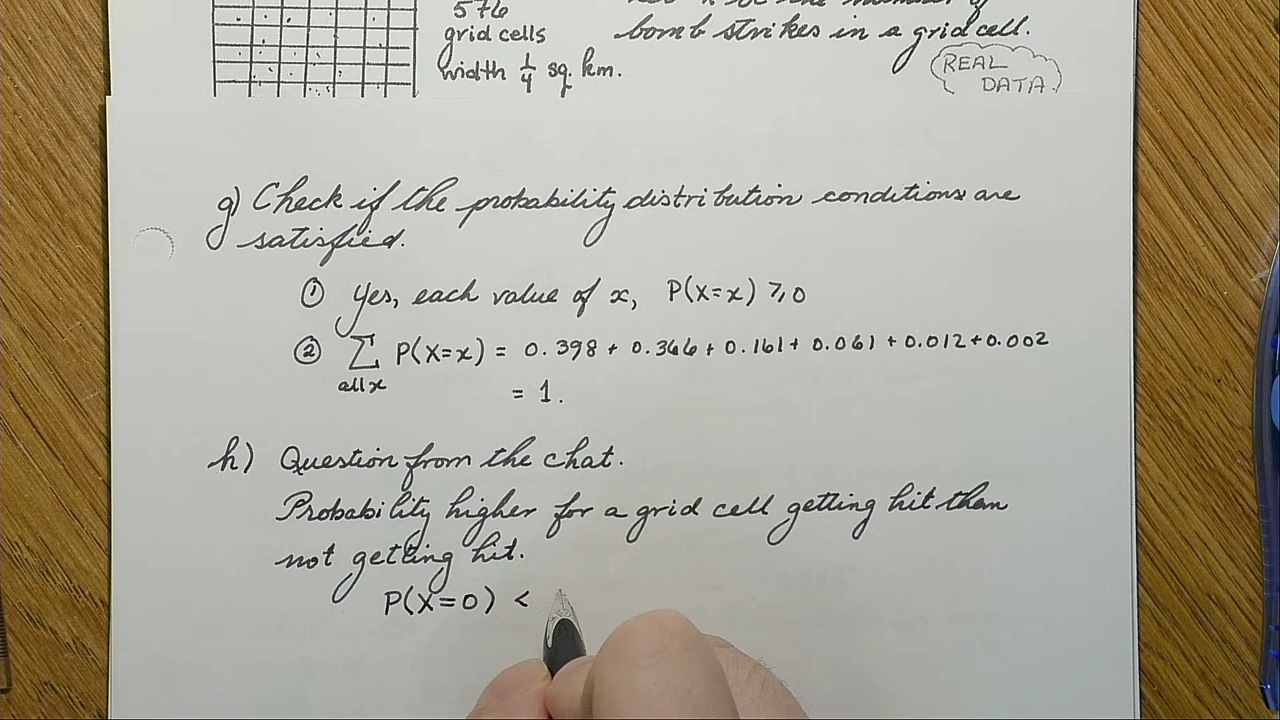 576
grid cells
width 1/4 sq. km.
bomb strikes in a grid cell.
REAL
DATA
g) Check if the probability distribution conditions are
satisfied.
① Yes, each value of x, P(X=x) ≥ 0
② ∑ P(X=x) = 0.398 + 0.366 + 0.161 + 0.061 + 0.012 + 0.002
all x
= 1.
h) Question from the chat.
Probability higher for a grid cell getting hit than
not getting hit.
P(X=0) <